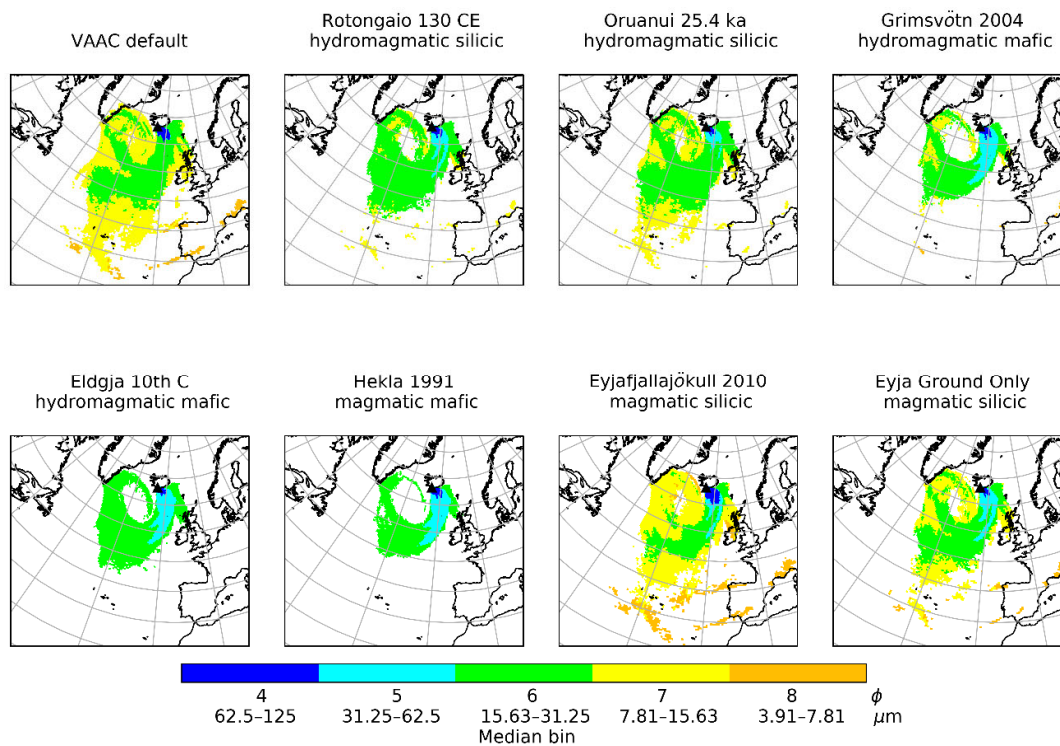 VAAC default
Rotongaio 130 CE
hydromagmatic silicic
Oruanui 25.4 ka
hydromagmatic silicic
Grimsvötn 2004
hydromagmatic mafic
Eldgja 10th C
hydromagmatic mafic
Hekla 1991
magmatic mafic
Eyjafjallajökull 2010
magmatic silicic
Eyja Ground Only
magmatic silicic
4 5 6 7 8 ϕ
62.5–125 31.25–62.5 15.63–31.25 7.81–15.63 3.91–7.81 μm
Median bin